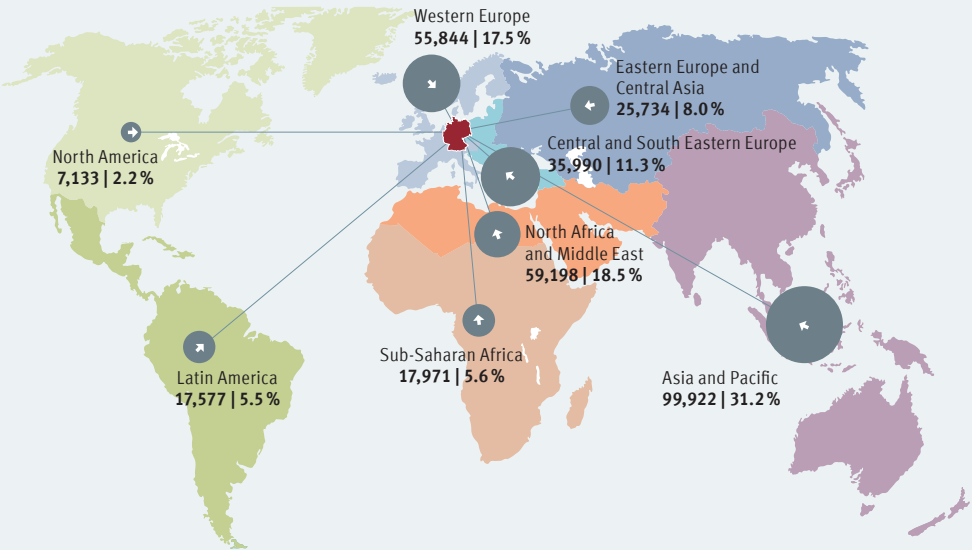 Western Europe
55,844 | 17.5 %
Eastern Europe and
Central Asia
25,734 | 8.0 %
Central and South Eastern Europe
35,990 | 11.3 %
North America
7,133 | 2.2 %
North Africa
and Middle East
59,198 | 18.5 %
Sub-Saharan Africa
17,971 | 5.6 %
Latin America
17,577 | 5.5 %
Asia and Pacific
99,922 | 31.2 %